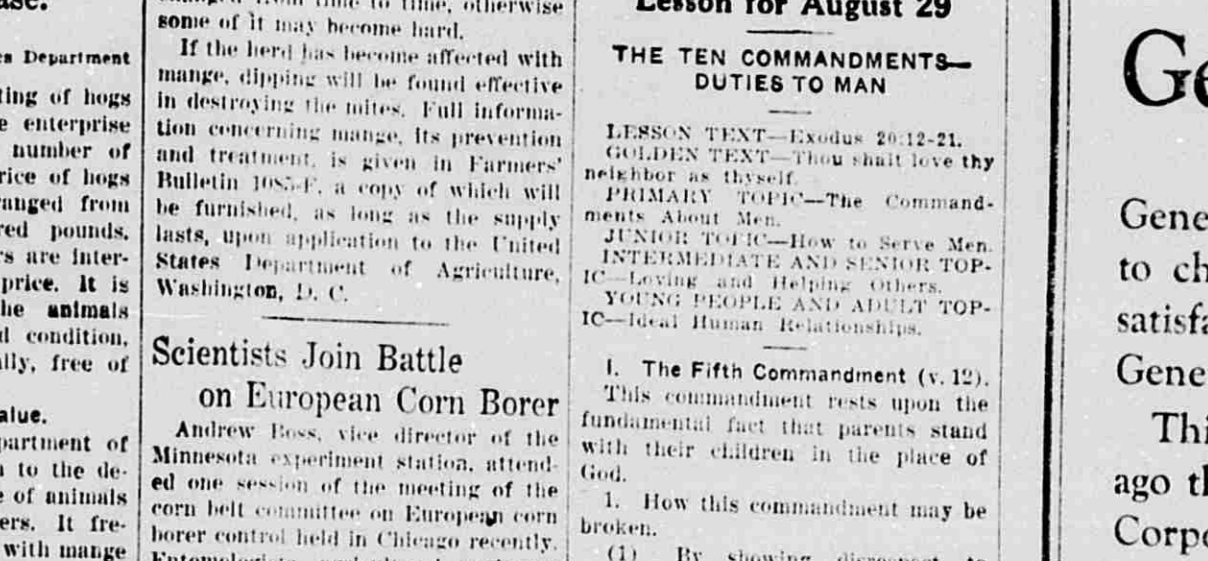 ase.
Department
ting of hogs
enterprise
number of
rice of hogs
ranged from
red pounds.
rs are inter-
price. It is
he animals
condition,
lly, free of
alue.
partment of
to the de-
of animals
ers. It fre-
with mange
changed from time to time, otherwise
some of it may become hard.
If the herd has become affected with
mange, dipping will be found effective
in destroying the mites. Full informa-
tion concerning mange, its prevention
and treatment, is given in Farmers'
Bulletin 1085-F, a copy of which will
be furnished, as long as the supply
lasts, upon application to the United
States Department of Agriculture,
Washington, D. C.
Scientists Join Battle
on European Corn Borer
Andrew Boss, vice director of the
Minnesota experiment station, attend-
ed one session of the meeting of the
corn belt committee on European corn
borer control held in Chicago recently.
Lesson for August 29
THE TEN COMMANDMENTS—
DUTIES TO MAN
LESSON TEXT—Exodus 20:12-21.
GOLDEN TEXT—Thou shalt love thy
neighbor as thyself.
PRIMARY TOPIC—The Command-
ments About Men.
JUNIOR TOPIC—How to Serve Men.
INTERMEDIATE AND SENIOR TOP-
IC—Loving and Helping Others.
YOUNG PEOPLE AND ADULT TOP-
IC—Ideal Human Relationships.
I. The Fifth Commandment (v. 12).
This commandment rests upon the
fundamental fact that parents stand
with their children in the place of
God.
1. How this commandment may be
broken.
(1) By showing disrespect to
Ge
Gene
to ch
satisfa
Gene
Thi
ago th
Corpo